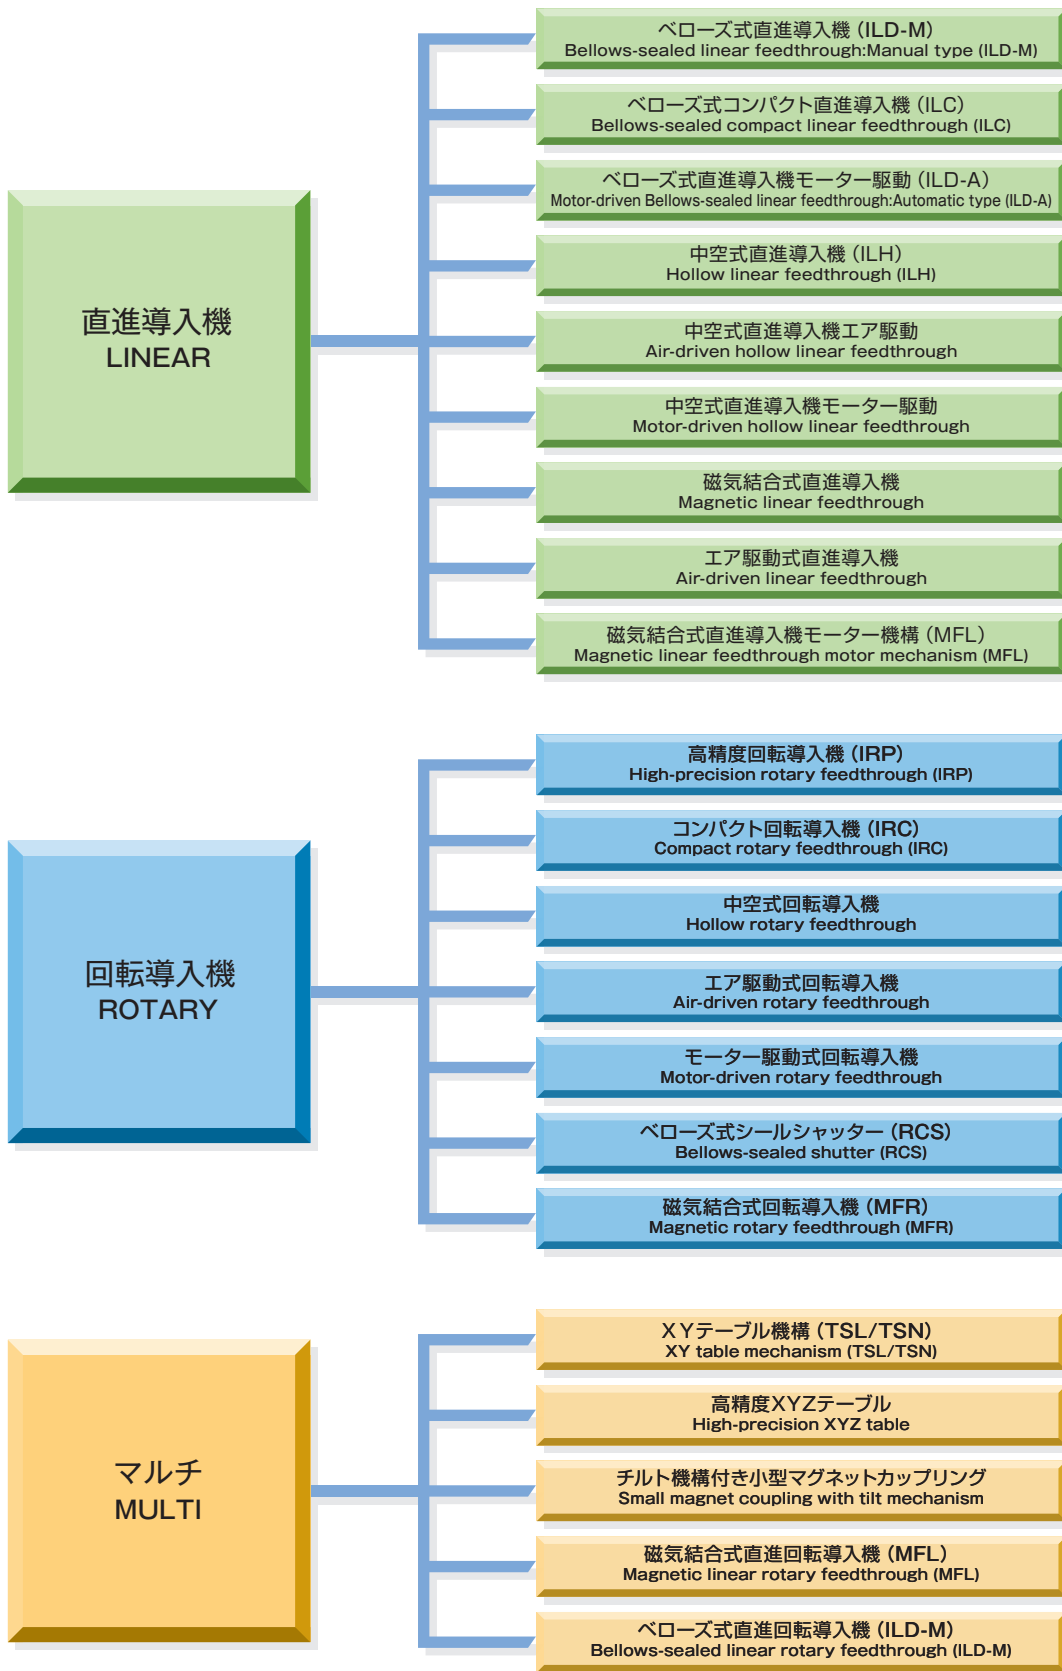 直進導入機
LINEAR
ベローズ式直進導入機 (ILD-M)
Bellows-sealed linear feedthrough:Manual type (ILD-M)
ベローズ式コンパクト直進導入機 (ILC)
Bellows-sealed compact linear feedthrough (ILC)
ベローズ式直進導入機モーター駆動 (ILD-A)
Motor-driven Bellows-sealed linear feedthrough:Automatic type (ILD-A)
中空式直進導入機 (ILH)
Hollow linear feedthrough (ILH)
中空式直進導入機エア駆動
Air-driven hollow linear feedthrough
中空式直進導入機モーター駆動
Motor-driven hollow linear feedthrough
磁気結合式直進導入機
Magnetic linear feedthrough
エア駆動式直進導入機
Air-driven linear feedthrough
磁気結合式直進導入機モーター機構 (MFL)
Magnetic linear feedthrough motor mechanism (MFL)
回転導入機
ROTARY
高精度回転導入機 (IRP)
High-precision rotary feedthrough (IRP)
コンパクト回転導入機 (IRC)
Compact rotary feedthrough (IRC)
中空式回転導入機
Hollow rotary feedthrough
エア駆動式回転導入機
Air-driven rotary feedthrough
モーター駆動式回転導入機
Motor-driven rotary feedthrough
ベローズ式シールシャッター (RCS)
Bellows-sealed shutter (RCS)
磁気結合式回転導入機 (MFR)
Magnetic rotary feedthrough (MFR)
マルチ
MULTI
XYテーブル機構 (TSL/TSN)
XY table mechanism (TSL/TSN)
高精度XYZテーブル
High-precision XYZ table
チルト機構付き小型マグネットカップリング
Small magnet coupling with tilt mechanism
磁気結合式直進回転導入機 (MFL)
Magnetic linear rotary feedthrough (MFL)
ベローズ式直進回転導入機 (ILD-M)
Bellows-sealed linear rotary feedthrough (ILD-M)